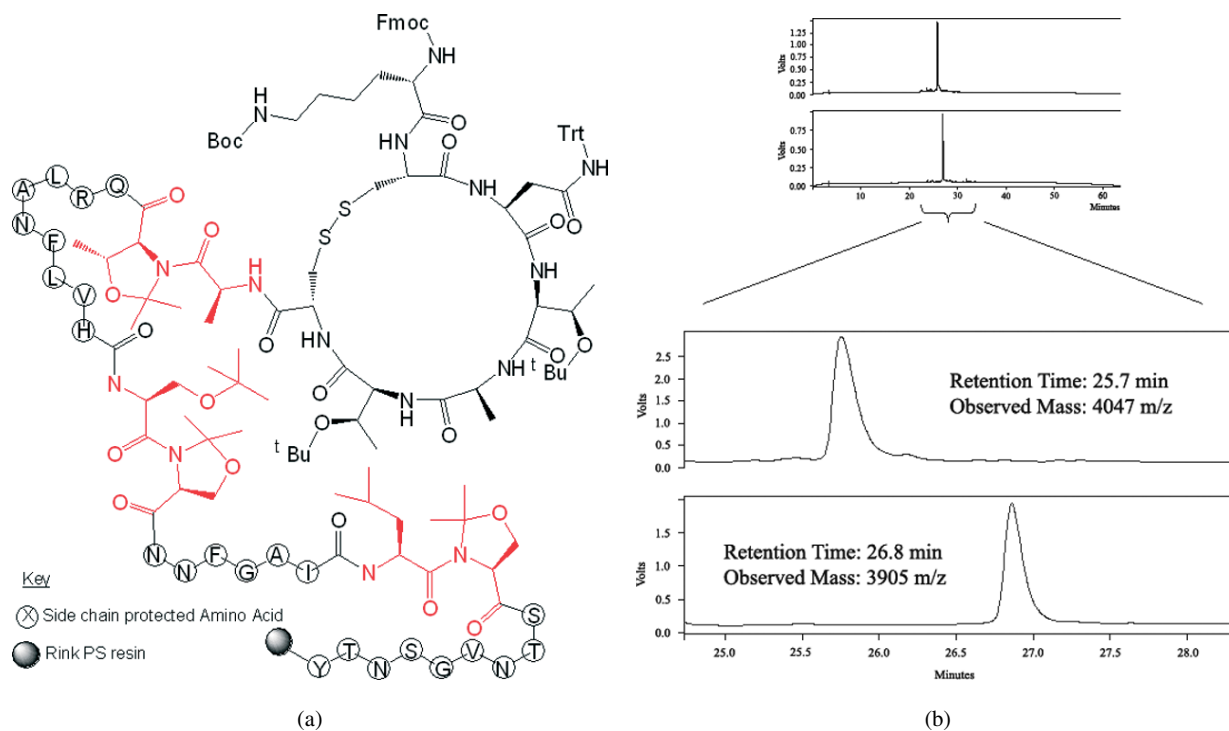 Fmoc
NH
O
H
N
Boc
HN
O
Trt
NH
O
NH
O
O
HN
O
O
t
Bu
NH
O
O
HN
O
t
Bu
NH
O
S
S
H
N
O
N
O
O
Q
R
L
A
N
F
L
V
H
O
HN
O
O
N
O
O
N
N
F
G
A
I
O
HN
O
N
O
O
S
T
N
V
G
S
N
T
Y
Key
X Side chain protected Amino Acid
Rink PS resin
(a)
Volts
1.25
1.00
0.75
0.50
0.25
0.00
Volts
0.75
0.50
0.25
0.00
10 20 30 40 50 60
Minutes
Volts
2.5
2.0
1.5
1.0
0.5
0.0
Retention Time: 25.7 min
Observed Mass: 4047 m/z
Volts
2.0
1.5
1.0
0.5
0.0
Retention Time: 26.8 min
Observed Mass: 3905 m/z
25.0 25.5 26.0 26.5 27.0 27.5 28.0
Minutes
(b)